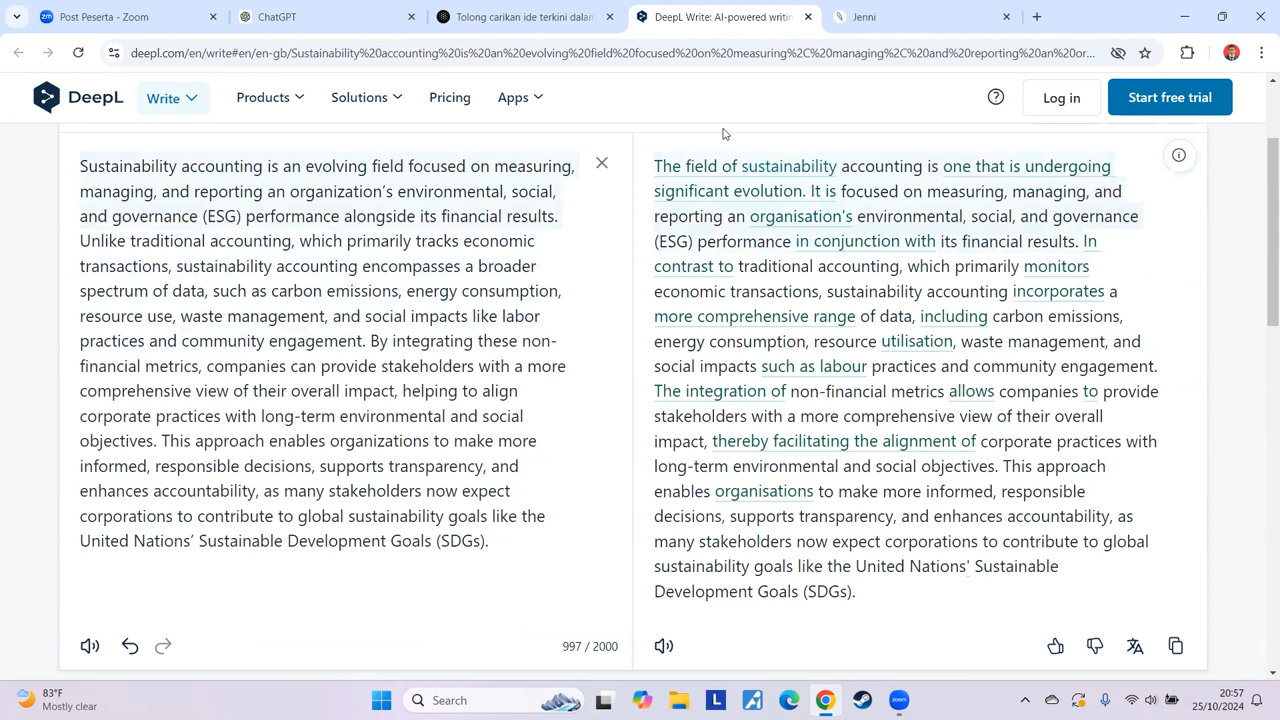 Post Peserta - Zoom
ChatGPT
Tolong carikan ide terkini dalam
DeepL Write: AI-powered writin
Jenni
deepl.com/en/write#en/en-gb/Sustainability%20accounting%20is%20an%20evolving%20field%20focused%20on%20measuring%2C%20managing%2C%20and%20reporting%20an%20or...
DeepL
Write
Products
Solutions
Pricing
Apps
Log in
Start free trial
Sustainability accounting is an evolving field focused on measuring,
managing, and reporting an organization's environmental, social,
and governance (ESG) performance alongside its financial results.
Unlike traditional accounting, which primarily tracks economic
transactions, sustainability accounting encompasses a broader
spectrum of data, such as carbon emissions, energy consumption,
resource use, waste management, and social impacts like labor
practices and community engagement. By integrating these non-
financial metrics, companies can provide stakeholders with a more
comprehensive view of their overall impact, helping to align
corporate practices with long-term environmental and social
objectives. This approach enables organizations to make more
informed, responsible decisions, supports transparency, and
enhances accountability, as many stakeholders now expect
corporations to contribute to global sustainability goals like the
United Nations' Sustainable Development Goals (SDGs).
997 / 2000
The field of sustainability accounting is one that is undergoing
significant evolution. It is focused on measuring, managing, and
reporting an organisation's environmental, social, and governance
(ESG) performance in conjunction with its financial results. In
contrast to traditional accounting, which primarily monitors
economic transactions, sustainability accounting incorporates a
more comprehensive range of data, including carbon emissions,
energy consumption, resource utilisation, waste management, and
social impacts such as labour practices and community engagement.
The integration of non-financial metrics allows companies to provide
stakeholders with a more comprehensive view of their overall
impact, thereby facilitating the alignment of corporate practices with
long-term environmental and social objectives. This approach
enables organisations to make more informed, responsible
decisions, supports transparency, and enhances accountability, as
many stakeholders now expect corporations to contribute to global
sustainability goals like the United Nations' Sustainable
Development Goals (SDGs).
83°F
Mostly clear
Search
20:57
25/10/2024